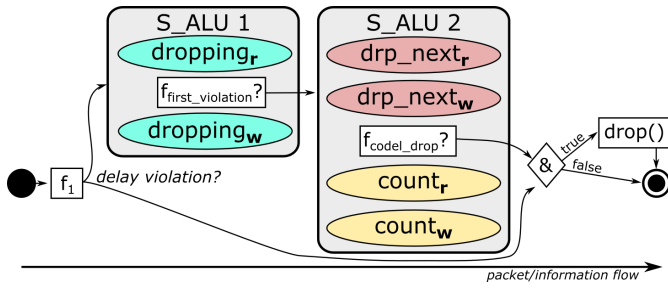 S_ALU 1
dropping_r
f_first_violation?
dropping_w
S_ALU 2
drp_next_r
drp_next_w
f_codel_drop?
count_r
count_w
f_1
delay violation?
&
true
false
drop()
packet/information flow